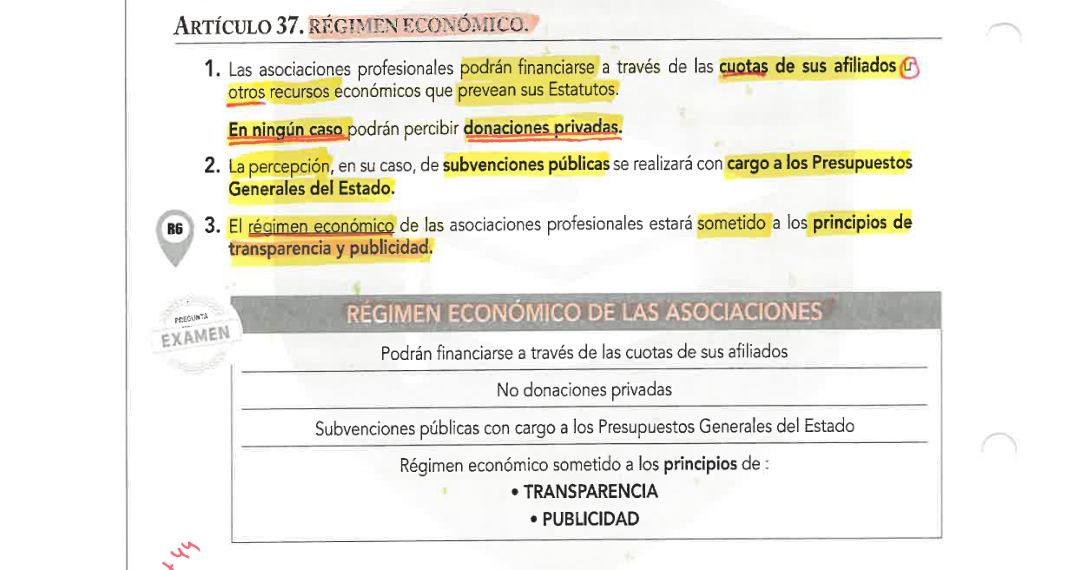 ARTÍCULO 37. RÉGIMEN ECONÓMICO.
1. Las asociaciones profesionales podrán financiarse a través de las cuotas de sus afiliados u
otros recursos económicos que prevean sus Estatutos.
En ningún caso podrán percibir donaciones privadas.
2. La percepción, en su caso, de subvenciones públicas se realizará con cargo a los Presupuestos
Generales del Estado.
R6
3. El régimen económico de las asociaciones profesionales estará sometido a los principios de
transparencia y publicidad.
PREGUNTA
EXAMEN
RÉGIMEN ECONÓMICO DE LAS ASOCIACIONES
Podrán financiarse a través de las cuotas de sus afiliados
No donaciones privadas
Subvenciones públicas con cargo a los Presupuestos Generales del Estado
Régimen económico sometido a los principios de :
• TRANSPARENCIA
• PUBLICIDAD